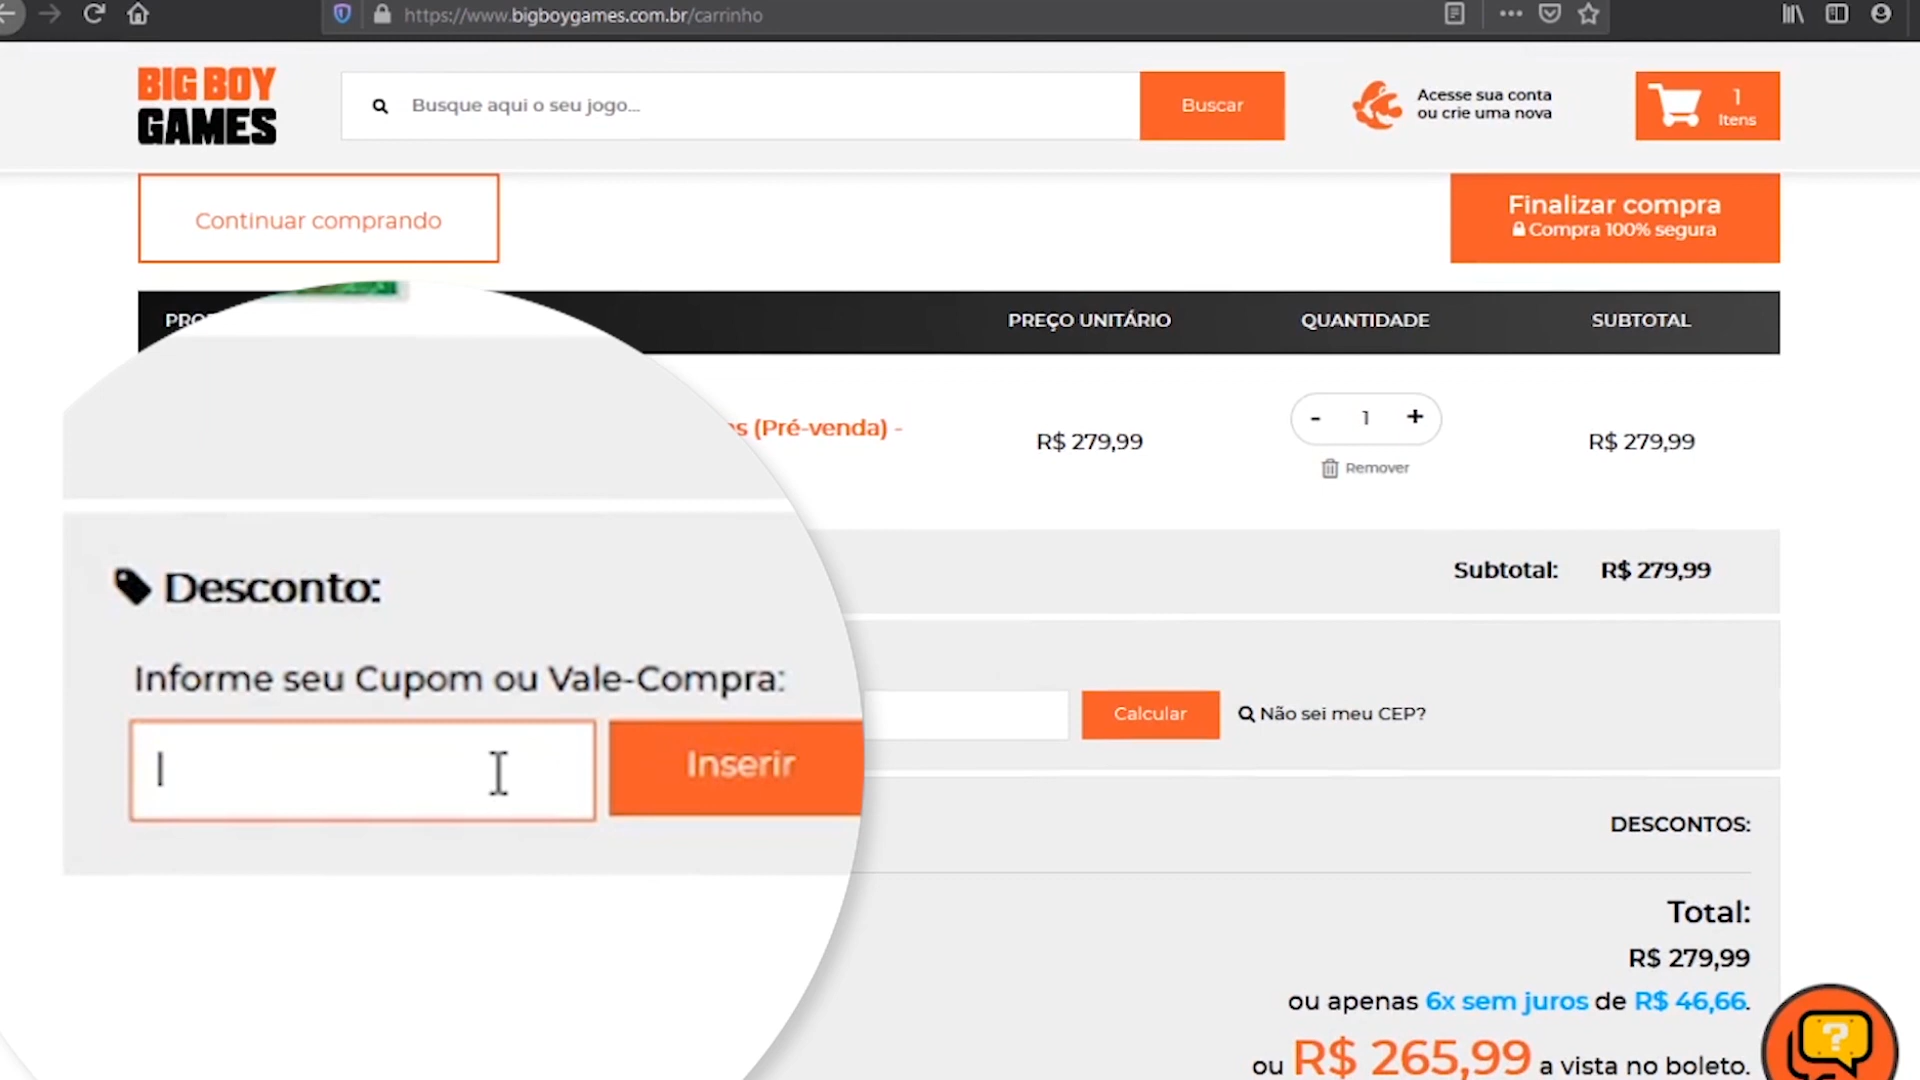 https://www.bigboygames.com.br/carrinho
BIG BOY
GAMES
Busque aqui o seu jogo...
Buscar
Acesse sua conta
ou crie uma nova
1
Itens
Continuar comprando
Finalizar compra
Compra 100% segura
PREÇO UNITÁRIO
QUANTIDADE
SUBTOTAL
(Pré-venda) -
R$ 279,99
- 1 +
R$ 279,99
Remover
Subtotal: R$ 279,99
Desconto:
Informe seu Cupom ou Vale-Compra:
Inserir
Calcular
Não sei meu CEP?
DESCONTOS:
Total:
R$ 279,99
ou apenas 6x sem juros de R$ 46,66.
ou R$ 265,99 a vista no boleto.
?